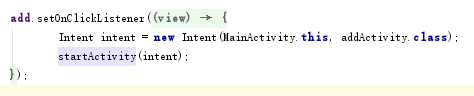 add.setOnClickListener((view) → {
Intent intent = new Intent(MainActivity.this, addActivity.class);
startActivity(intent);
});